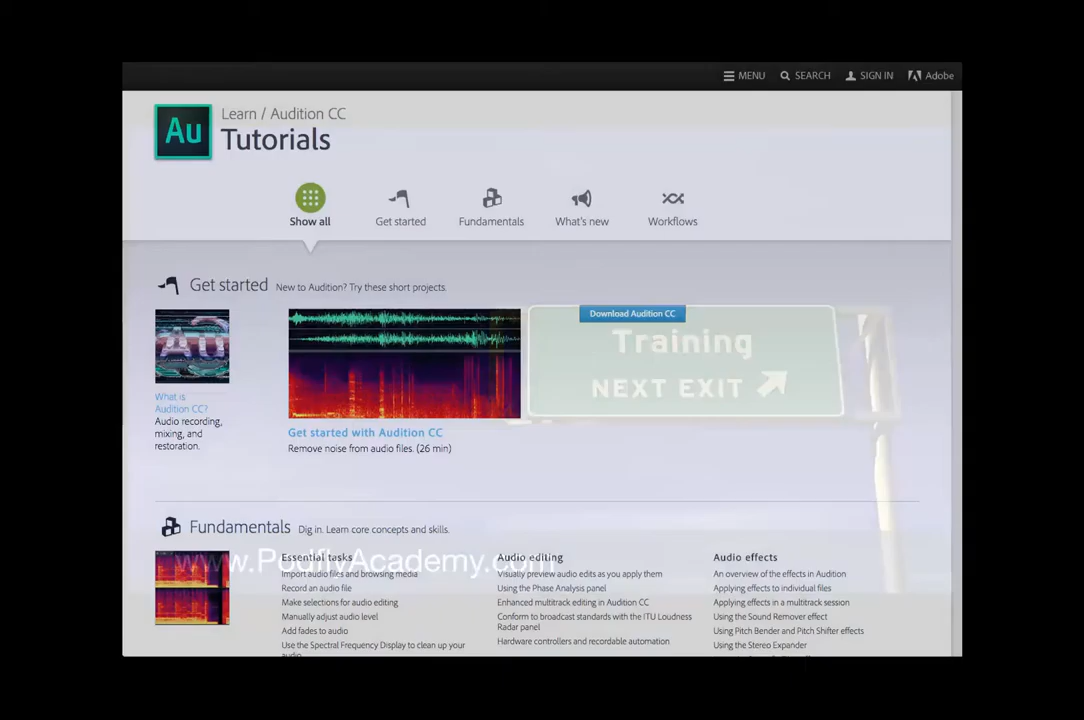 MENU
SEARCH
SIGN IN
Adobe
Au
Learn / Audition CC
Tutorials
Show all
Get started
Fundamentals
What's new
Workflows
Get started New to Audition? Try these short projects.
AU
Download Audition CC
Training
NEXT EXIT
What is
Audition CC?
Audio recording,
mixing, and
restoration.
Get started with Audition CC
Remove noise from audio files. (26 min)
Fundamentals Dig in. Learn core concepts and skills.
www.PodflyAcademy.com
Essential tasks
Import audio files and browsing media
Record an audio file
Make selections for audio editing
Manually adjust audio level
Add fades to audio
Use the Spectral Frequency Display to clean up your
audio
Audio editing
Visually preview audio edits as you apply them
Using the Phase Analysis panel
Enhanced multitrack editing in Audition CC
Conform to broadcast standards with the ITU Loudness
Radar panel
Hardware controllers and recordable automation
Audio effects
An overview of the effects in Audition
Applying effects to individual files
Applying effects in a multitrack session
Using the Sound Remover effect
Using Pitch Bender and Pitch Shifter effects
Using the Stereo Expander